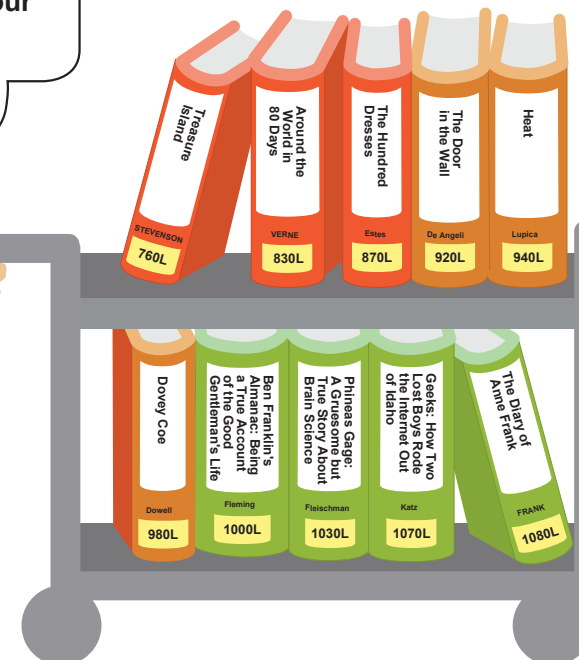 our
Treasure
Island
STEVENSON
760L
Around the
World in
80 Days
VERNE
830L
The Hundred
Dresses
Estes
870L
The Door
in the Wall
De Angeli
920L
Heat
Lupica
940L
Dovey Coe
Dowell
980L
Ben Franklin's
Almanac: Being
a True Account
of the Good
Gentleman's Life
Fleming
1000L
Phineas Gage:
A Gruesome but
True Story About
Brain Science
Fleischman
1030L
Geeks: How Two
Lost Boys Rode
the Internet Out
of Idaho
Katz
1070L
The Diary of
Anne Frank
FRANK
1080L